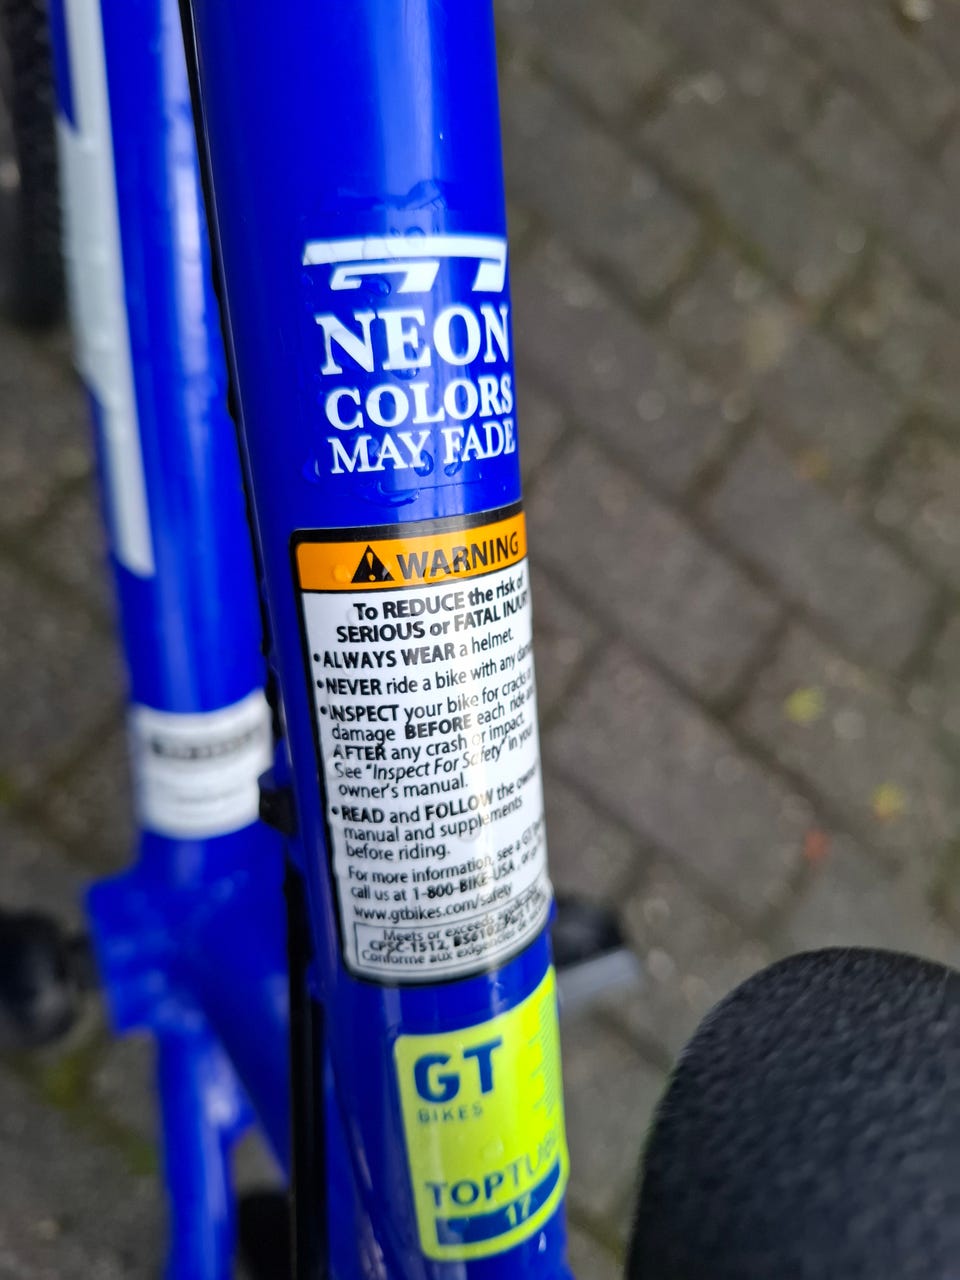 NEON
COLORS
MAY FADE
WARNING
To REDUCE the risk of
SERIOUS or FATAL INJURY
•ALWAYS WEAR a helmet.
•NEVER ride a bike with any
•INSPECT your bike for cracks
damage BEFORE each ride
AFTER any crash or impact.
See "Inspect For Safety" in your
owner's manual.
•READ and FOLLOW the
manual and supplements
before riding.
For more information, see a GT
call us at 1-800-BIKE-USA, or
www.gtbikes.com/safety
Meets or exceeds
CPSC-1512,
Conforme aux exigencies
GT
BIKES
TOPTUBE
17